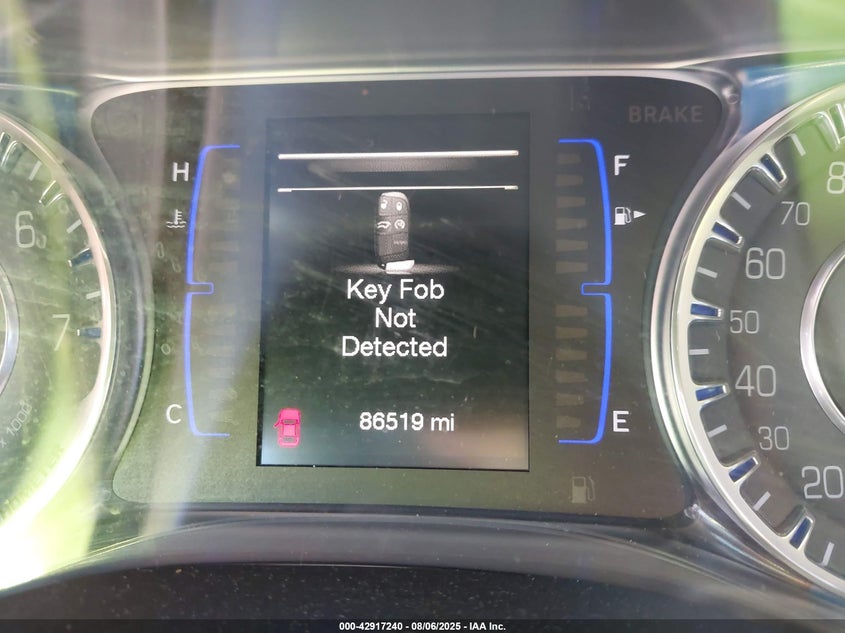 BRAKE
H
F
6
8
70
60
Key Fob
Not
Detected
7
50
40
C
86519 mi
E
30
20
000-42917240 - 08/06/2025 - IAA Inc.